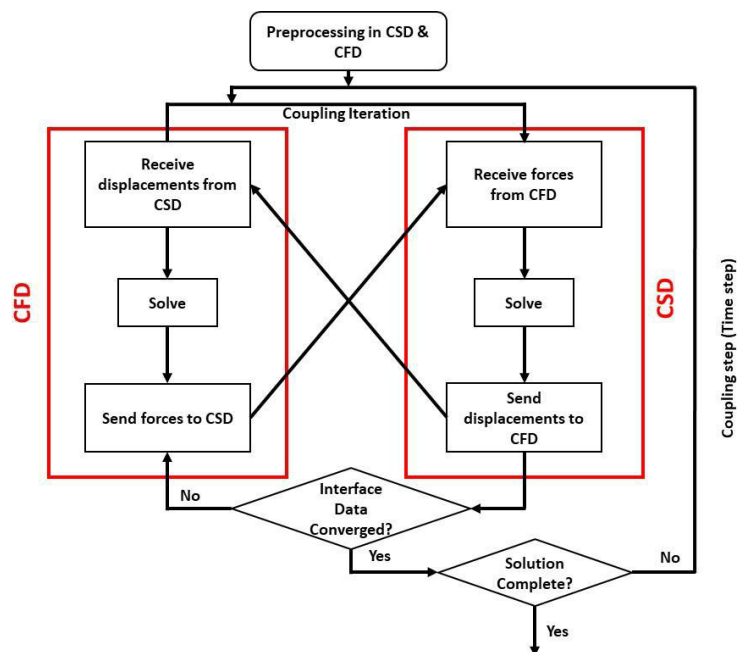 Preprocessing in CSD &
CFD
Coupling Iteration
CFD
Receive
displacements from
CSD
Solve
Send forces to CSD
Receive forces
from CFD
Solve
Send
displacements to
CFD
CSD
Coupling step (Time step)
Interface
Data
Converged?
No
Yes
Solution
Complete?
No
Yes